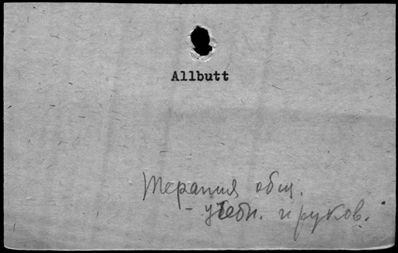 Allbutt
Терапия общ.
- учебн. и руков.